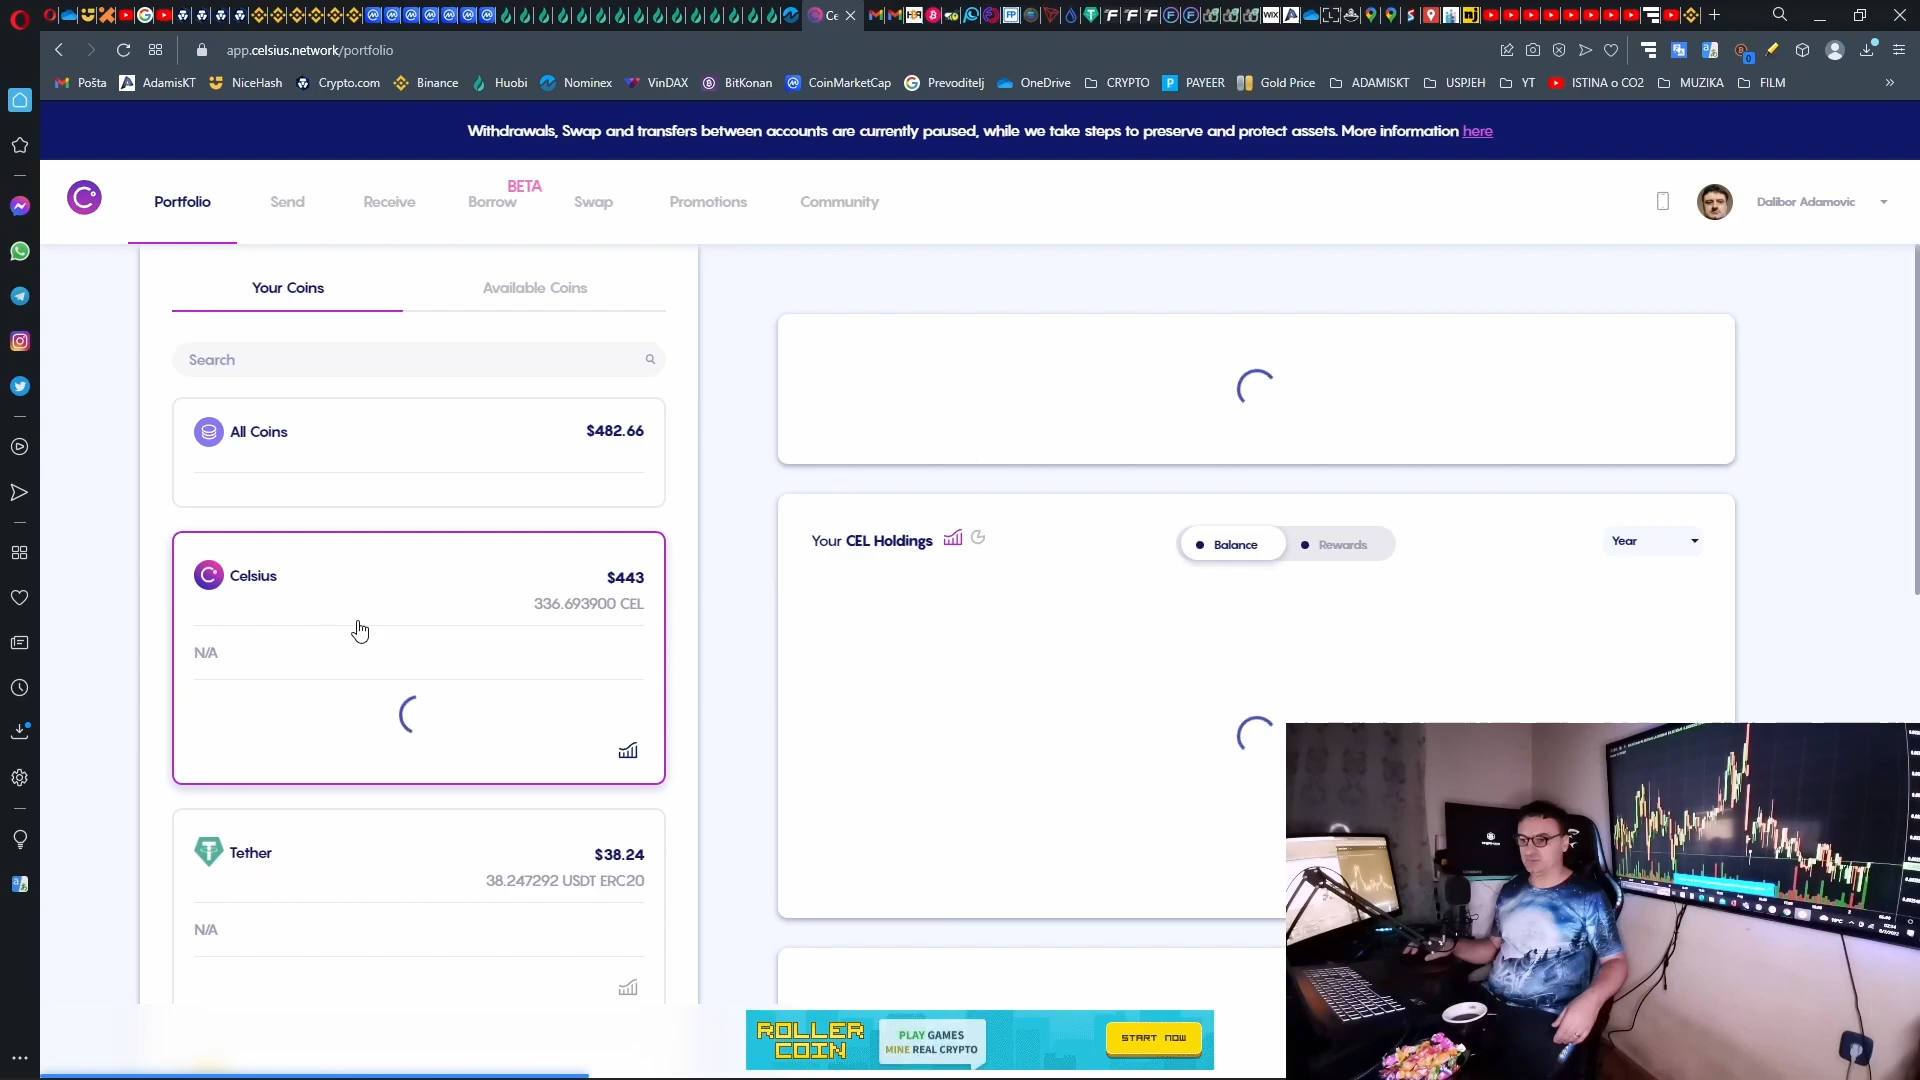 Ce
app.celsius.network/portfolio
Pošta
AdamisKT
NiceHash
Crypto.com
Binance
Huobi
Nominex
VinDAX
BitKonan
CoinMarketCap
Prevoditelj
OneDrive
CRYPTO
PAYEER
Gold Price
ADAMISKT
USPJEH
YT
ISTINA o CO2
MUZIKA
FILM
Withdrawals, Swap and transfers between accounts are currently paused, while we take steps to preserve and protect assets. More information here
Portfolio
Send
Receive
Borrow
BETA
Swap
Promotions
Community
Dalibor Adamovic
Your Coins
Available Coins
Search
All Coins
$482.66
Celsius
$443
336.693900 CEL
N/A
Tether
$38.24
38.247292 USDT ERC20
N/A
Your CEL Holdings
Balance
Rewards
Year
ROLLER
COIN
PLAY GAMES
MINE REAL CRYPTO
START NOW